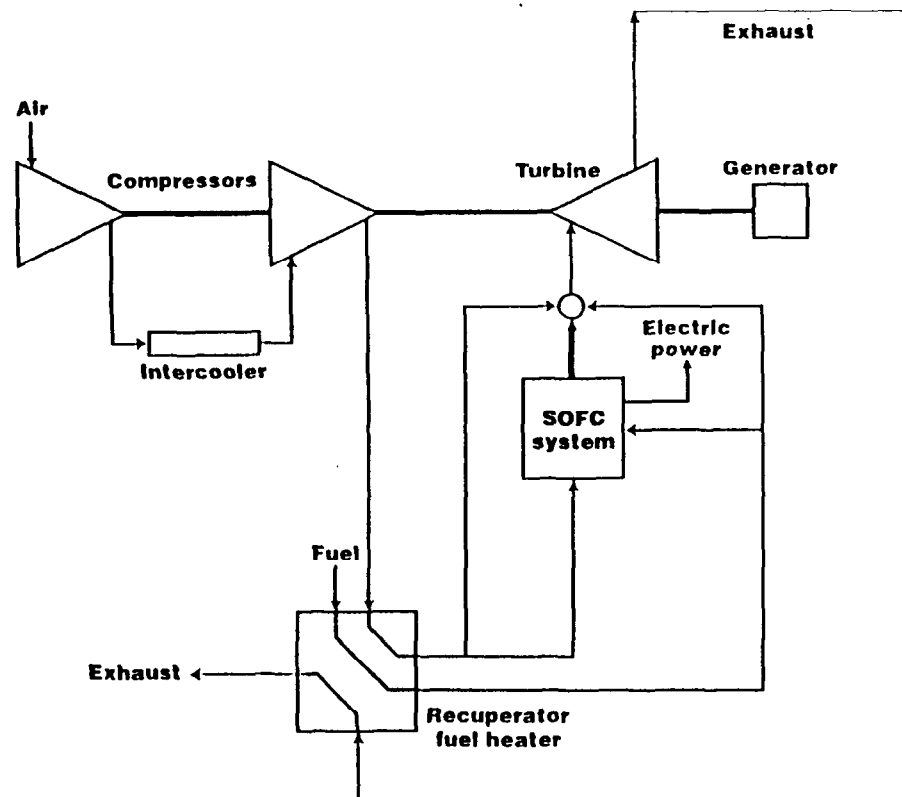 Exhaust
Air
Compressors
Turbine
Generator
Electric
power
Intercooler
SOFC
system
Fuel
Exhaust
Recuperator
fuel heater